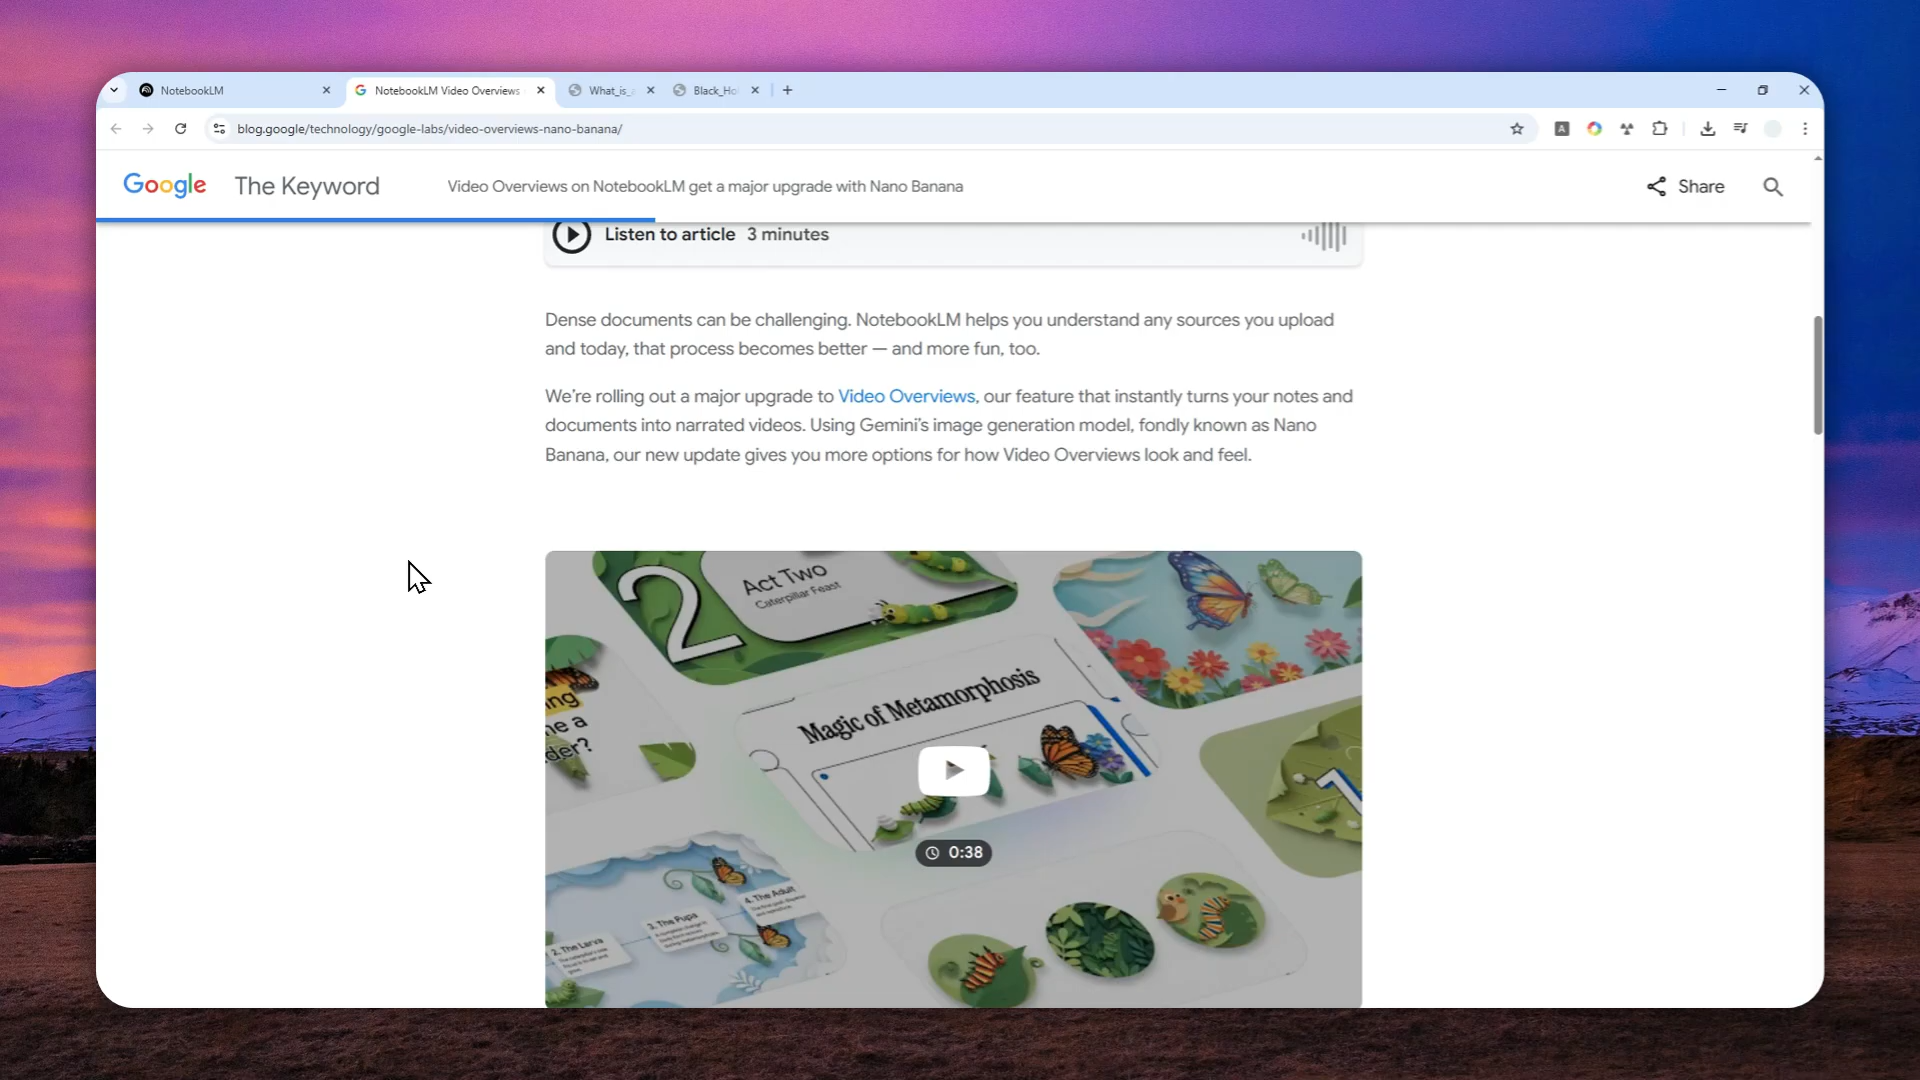 NotebookLM
NotebookLM Video Overviews
What_is_
Black_Ho
blog.google/technology/google-labs/video-overviews-nano-banana/
A
Google The Keyword
Video Overviews on NotebookLM get a major upgrade with Nano Banana
Share
Listen to article 3 minutes
Dense documents can be challenging. NotebookLM helps you understand any sources you upload
and today, that process becomes better — and more fun, too.
We're rolling out a major upgrade to Video Overviews, our feature that instantly turns your notes and
documents into narrated videos. Using Gemini's image generation model, fondly known as Nano
Banana, our new update gives you more options for how Video Overviews look and feel.
2
Act Two
Caterpillar Feast
ing
ne a
der?
Magic of Metamorphosis
1
0:38
2. The Larva
3. The Pupa
4. The Adult